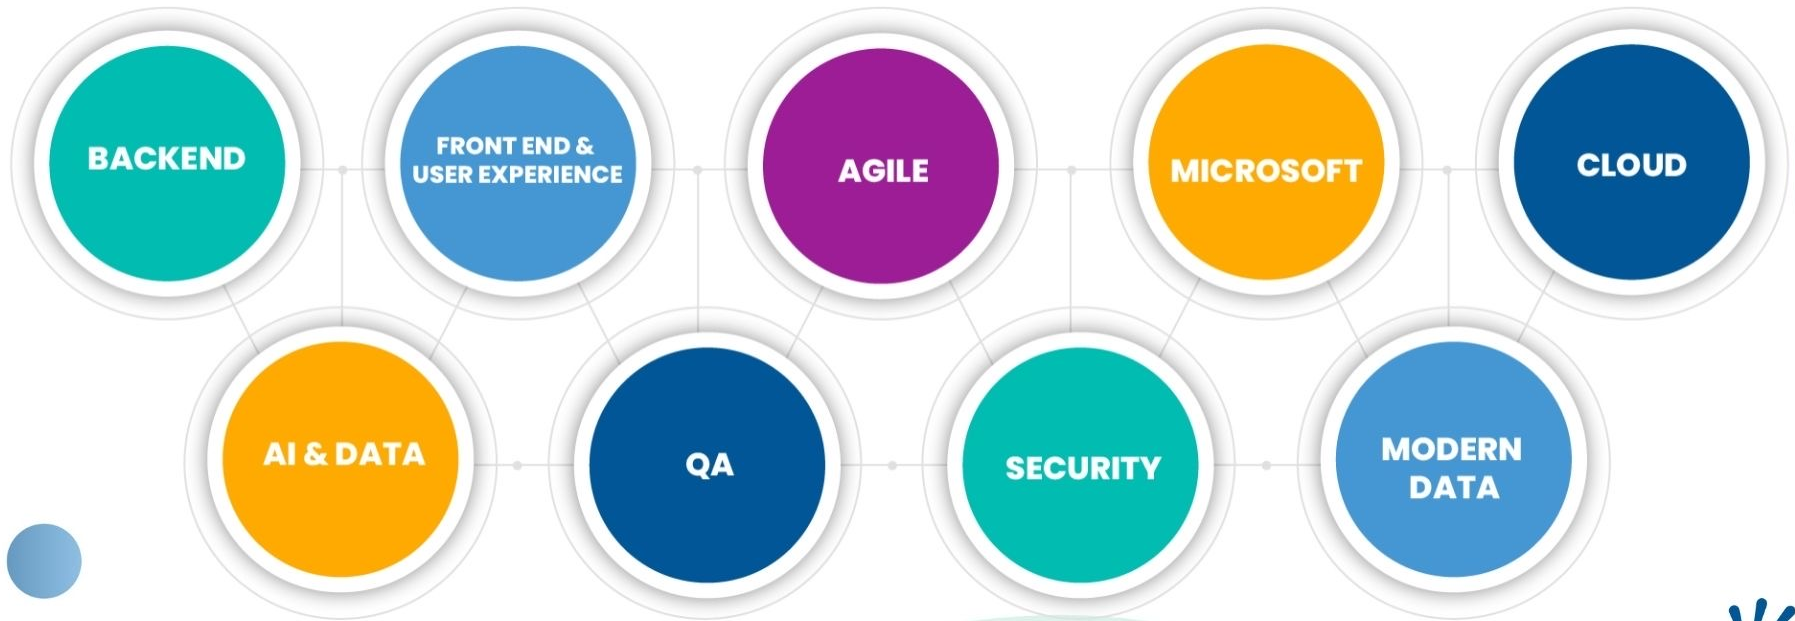 BACKEND
FRONT END &
USER EXPERIENCE
AGILE
MICROSOFT
CLOUD
AI & DATA
QA
SECURITY
MODERN
DATA